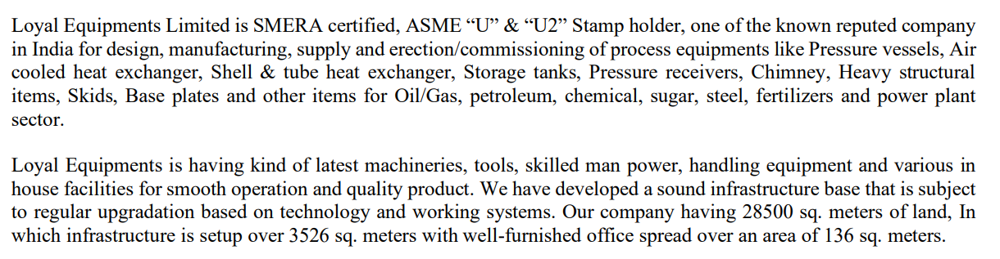 Loyal Equipments Limited is SMERA certified, ASME “U” & “U2” Stamp holder, one of the known reputed company
in India for design, manufacturing, supply and erection/commissioning of process equipments like Pressure vessels, Air
cooled heat exchanger, Shell & tube heat exchanger, Storage tanks, Pressure receivers, Chimney, Heavy structural
items, Skids, Base plates and other items for Oil/Gas, petroleum, chemical, sugar, steel, fertilizers and power plant
sector.
Loyal Equipments is having kind of latest machineries, tools, skilled man power, handling equipment and various in
house facilities for smooth operation and quality product. We have developed a sound infrastructure base that is subject
to regular upgradation based on technology and working systems. Our company having 28500 sq. meters of land, In
which infrastructure is setup over 3526 sq. meters with well-furnished office spread over an area of 136 sq. meters.